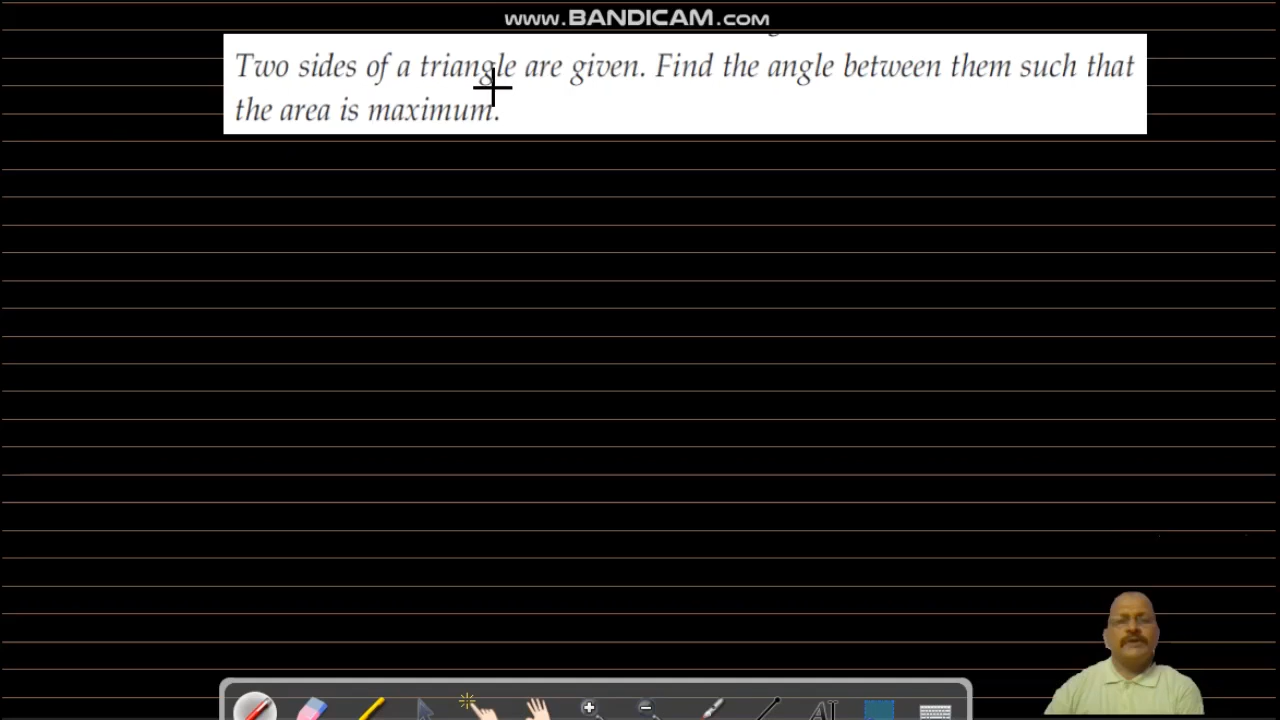 www.BANDICAM.com
Two sides of a triangle are given. Find the angle between them such that
the area is maximum.